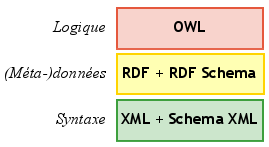 Logique OWL
(Méta-)données RDF + RDF Schema
Syntaxe XML + Schema XML